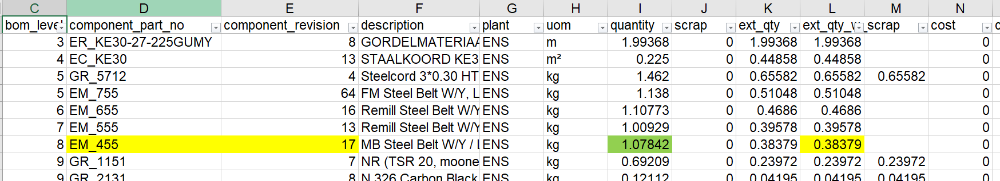 C D E F G H I J K L M N
bom_level component_part_no component_revision description plant uom quantity scrap ext_qty ext_qty_w_scrap cost
3 ER_KE30-27-225GUMY 8 GORDELMATERIAA ENS m 1.99368 0 1.99368 1.99368 0
4 EC_KE30 13 STAALKOORD KE3 ENS m² 0.225 0 0.44858 0.44858 0
5 GR_5712 4 Steelcord 3*0.30 HT ENS kg 1.462 0 0.65582 0.65582 0.65582 0
5 EM_755 64 FM Steel Belt W/Y, L ENS kg 1.138 0 0.51048 0.51048 0
6 EM_655 16 Remill Steel Belt W/Y ENS kg 1.10773 0 0.4686 0.4686 0
7 EM_555 13 Remill Steel Belt W/Y ENS kg 1.00929 0 0.39578 0.39578 0
8 EM_455 17 MB Steel Belt W/Y / L ENS kg 1.07842 0 0.38379 0.38379 0
9 GR_1151 7 NR (TSR 20, moone ENS kg 0.69209 0 0.23972 0.23972 0.23972 0
9 GR_2131 8 N 326 Carbon Black ENS kg 0.12112 0 0.04195 0.04195 0.04195 0